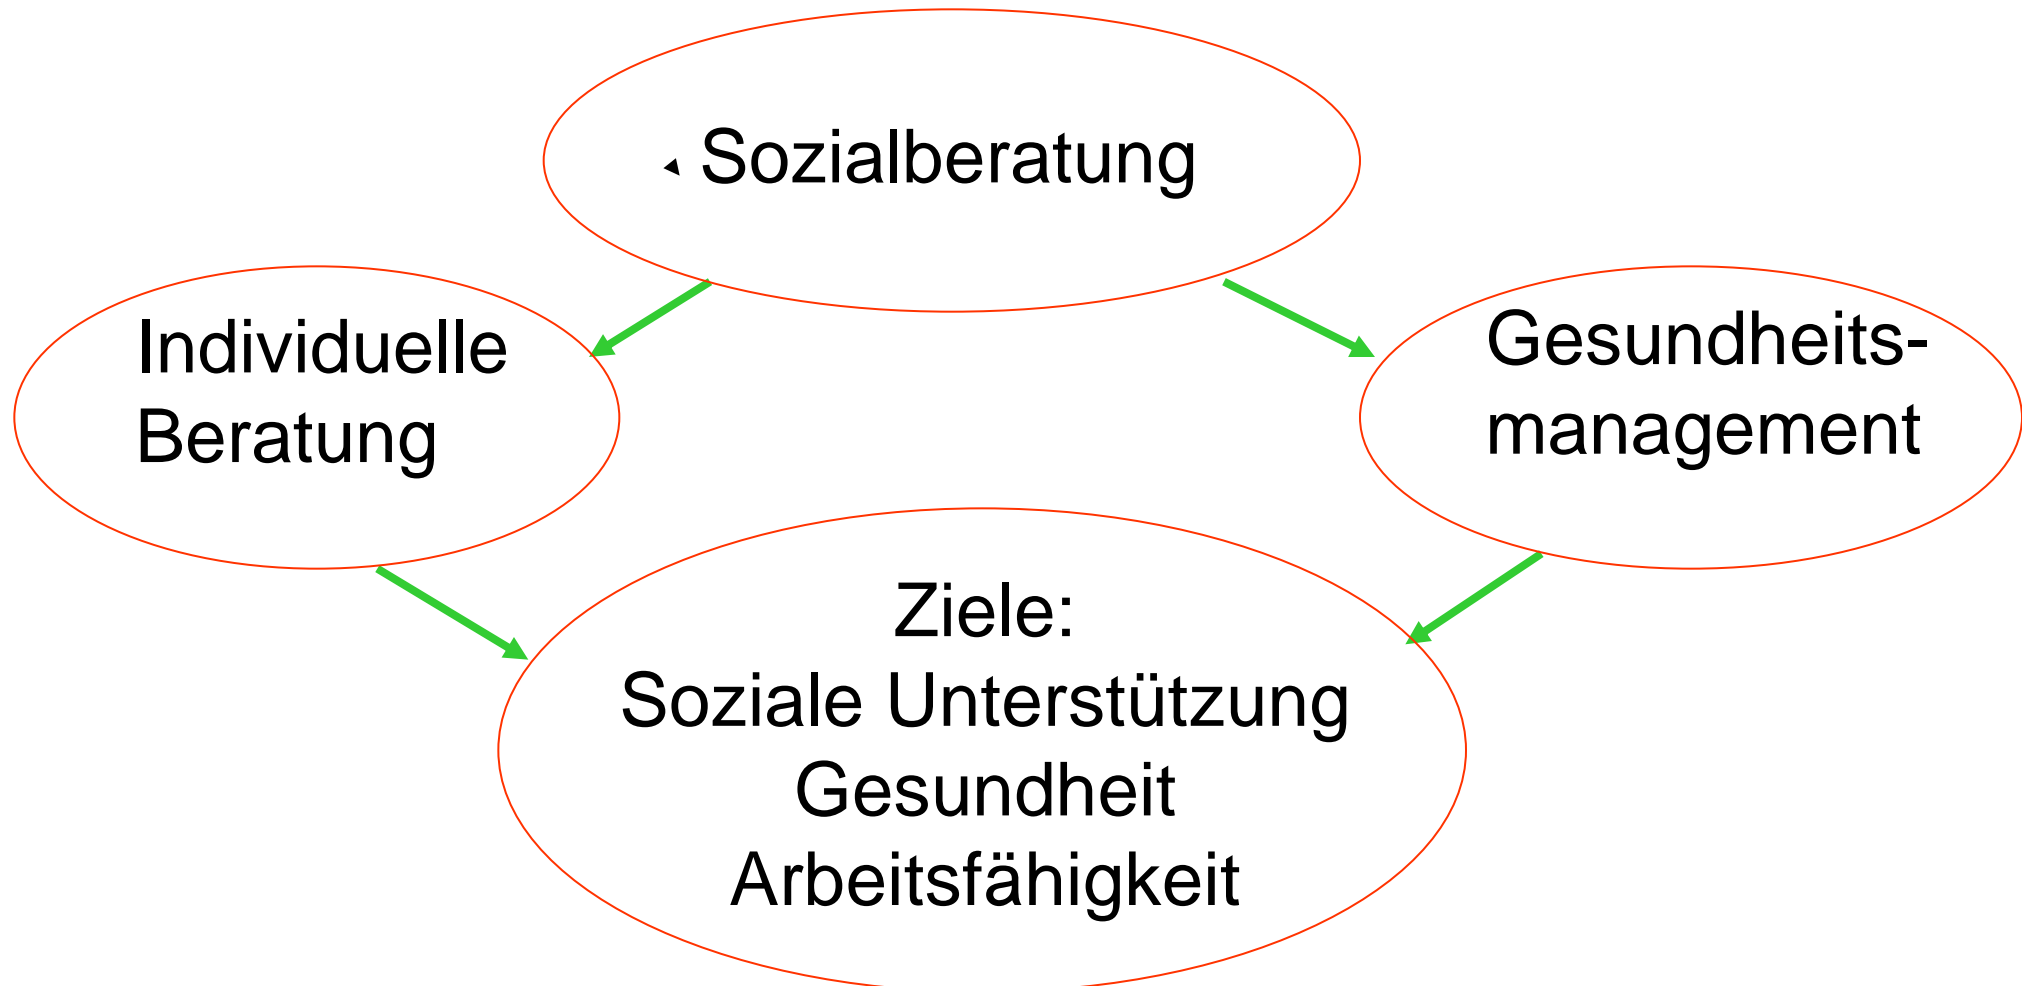 Sozialberatung
Individuelle
Beratung
Gesundheits-
management
Ziele:
Soziale Unterstützung
Gesundheit
Arbeitsfähigkeit